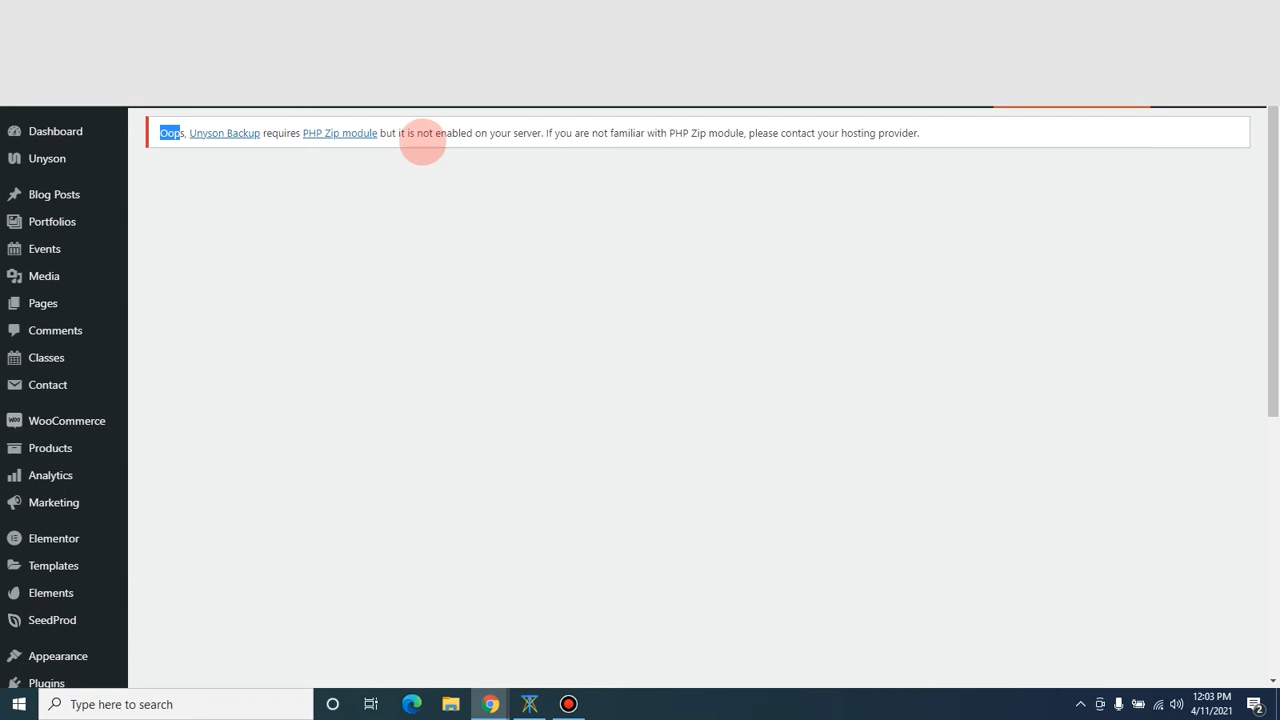 Oops, Unyson Backup requires PHP Zip module but it is not enabled on your server. If you are not familiar with PHP Zip module, please contact your hosting provider.
Dashboard
Unyson
Blog Posts
Portfolios
Events
Media
Pages
Comments
Classes
Contact
WooCommerce
Products
Analytics
Marketing
Elementor
Templates
Elements
SeedProd
Appearance
Plugins
Type here to search
12:03 PM
4/11/2021
2